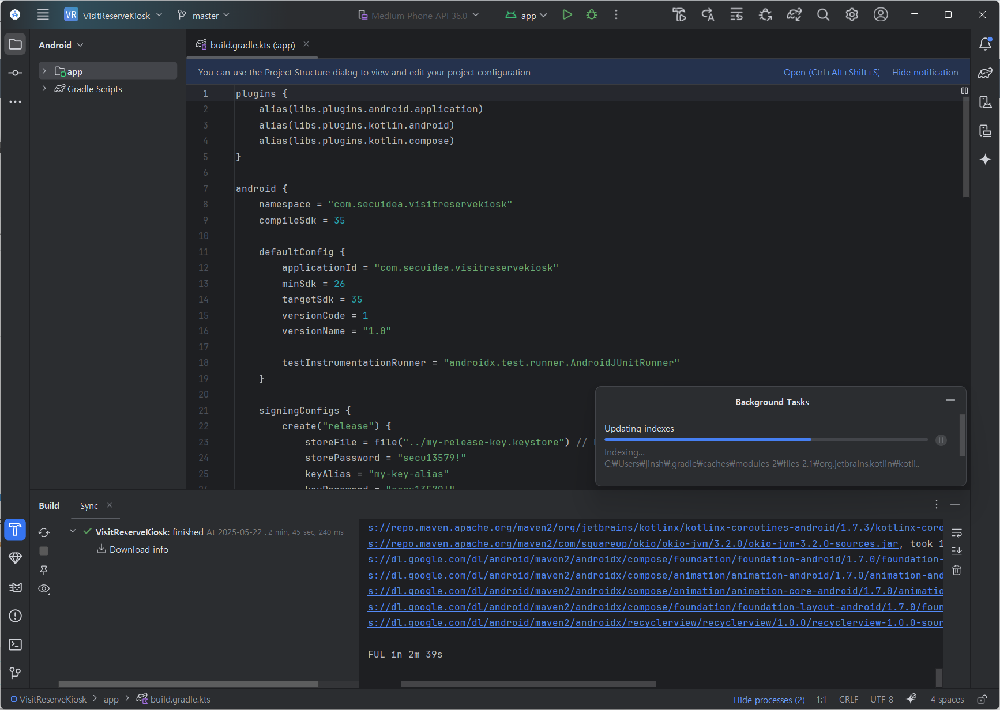 VR VisitReserveKiosk master Medium Phone API 36.0 app
Android
build.gradle.kts (:app)
app
Gradle Scripts
You can use the Project Structure dialog to view and edit your project configuration Open (Ctrl+Alt+Shift+S) Hide notification
1 plugins {
2 alias(libs.plugins.android.application)
3 alias(libs.plugins.kotlin.android)
4 alias(libs.plugins.kotlin.compose)
5 }
6
7 android {
8 namespace = "com.secuidea.visitreservekiosk"
9 compileSdk = 35
10
11 defaultConfig {
12 applicationId = "com.secuidea.visitreservekiosk"
13 minSdk = 26
14 targetSdk = 35
15 versionCode = 1
16 versionName = "1.0"
17
18 testInstrumentationRunner = "androidx.test.runner.AndroidJUnitRunner"
19 }
20
21 signingConfigs {
22 create("release") {
23 storeFile = file("../my-release-key.keystore") //
24 storePassword = "secu13579!"
25 keyAlias = "my-key-alias"
26 keyPassword = "secu13579!"
Background Tasks
Updating indexes
Indexing...
C:₩Users₩jinsh₩.gradle₩caches₩modules-2₩files-2.1₩org.jetbrains.kotlin₩kotli..
Build Sync
VisitReserveKiosk: finished At 2025-05-22 . 2 min, 45 sec, 240 ms
Download info
s://repo.maven.apache.org/maven2/org/jetbrains/kotlinx/kotlinx-coroutines-android/1.7.3/kotlinx-coro
s://repo.maven.apache.org/maven2/com/squareup/okio/okio-jvm/3.2.0/okio-jvm-3.2.0-sources.jar, took 1
s://dl.google.com/dl/android/maven2/androidx/compose/foundation/foundation-android/1.7.0/foundation-
s://dl.google.com/dl/android/maven2/androidx/compose/animation/animation-android/1.7.0/animation-and
s://dl.google.com/dl/android/maven2/androidx/compose/animation/animation-core-android/1.7.0/animatio
s://dl.google.com/dl/android/maven2/androidx/compose/foundation/foundation-layout-android/1.7.0/foun
s://dl.google.com/dl/android/maven2/androidx/recyclerview/recyclerview/1.0.0/recyclerview-1.0.0-sour
FUL in 2m 39s
VisitReserveKiosk > app > build.gradle.kts
Hide processes (2) 1:1 CRLF UTF-8 4 spaces